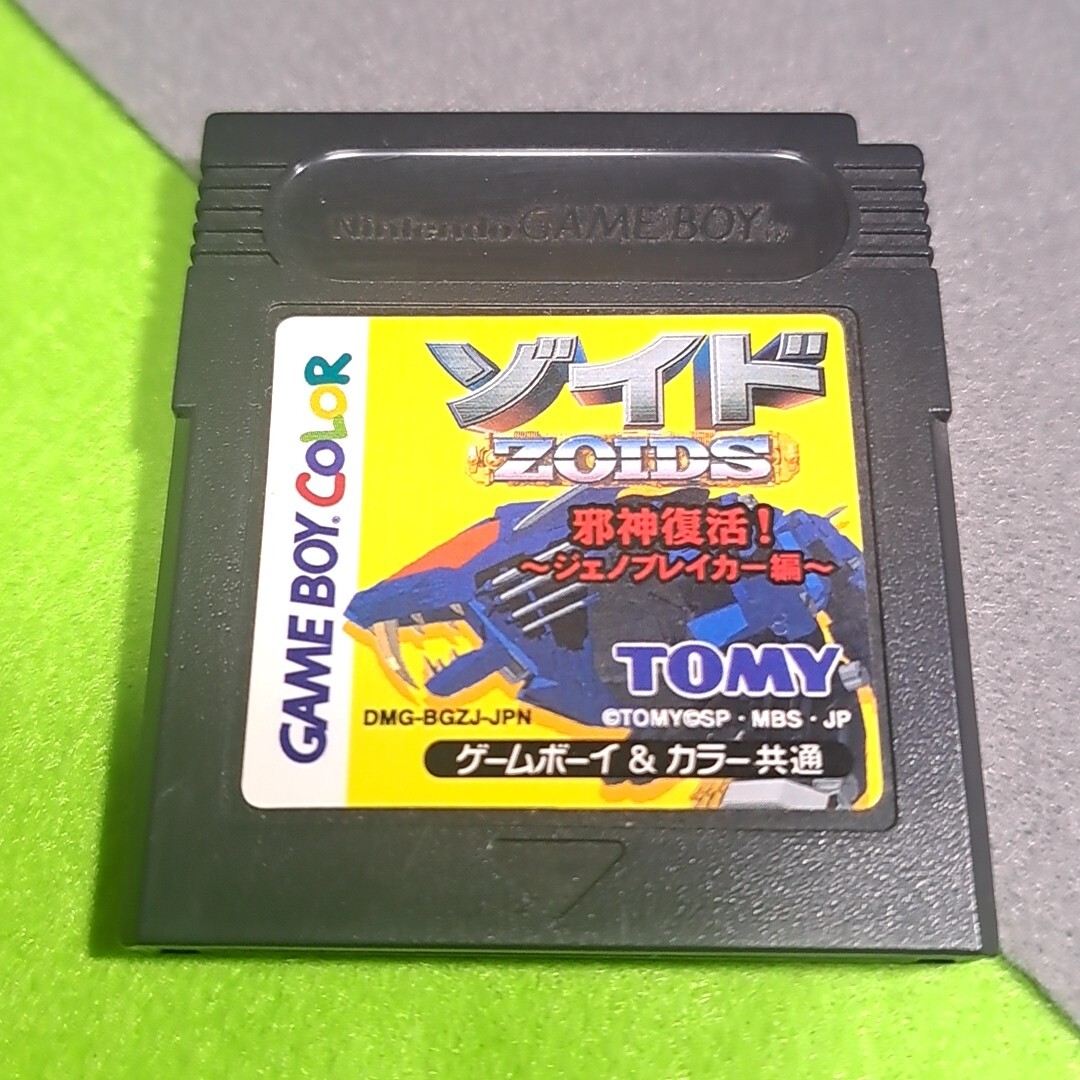 Nintendo GAME BOY TM
GAME BOY® COLOR
ゾイド
ZOIDS
邪神復活!
~ジェノブレイカー編~
TOMY
DMG-BGZJ-JPN
©TOMY©SP・MBS・JP
ゲームボーイ & カラー共通